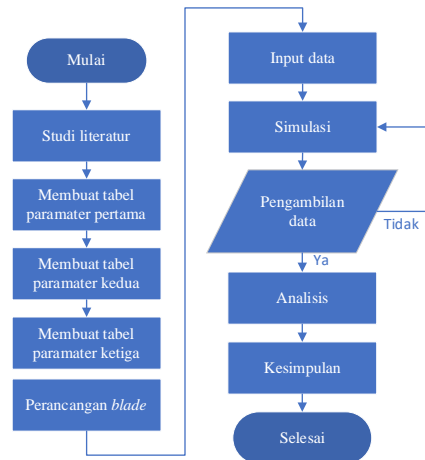 Mulai
Studi literatur
Membuat tabel
paramater pertama
Membuat tabel
paramater kedua
Membuat tabel
paramater ketiga
Perancangan blade
Input data
Simulasi
Pengambilan
data
Tidak
Ya
Analisis
Kesimpulan
Selesai